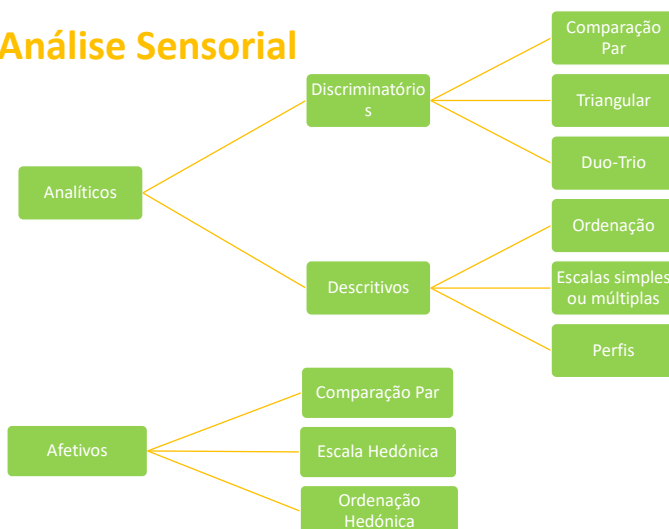 Análise Sensorial
Comparação
Par
Discriminatório
s
Triangular
Duo-Trio
Analíticos
Ordenação
Descritivos
Escalas simples
ou múltiplas
Perfis
Comparação Par
Afetivos
Escala Hedónica
Ordenação
Hedónica